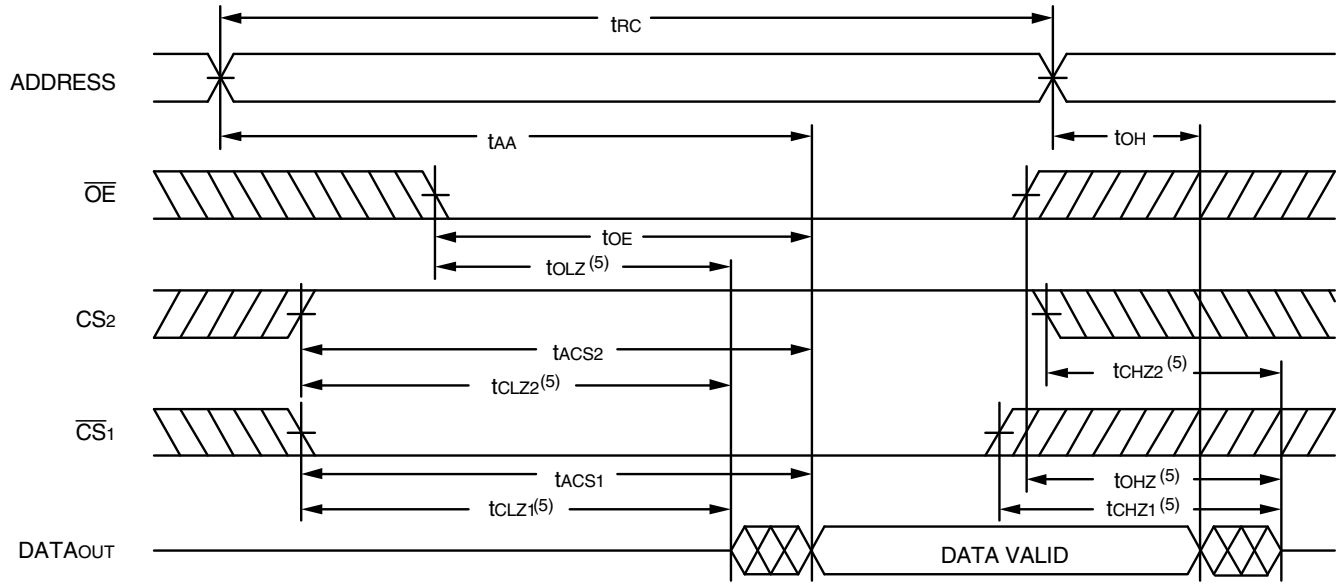 tRC
ADDRESS
tAA
tOH
OE
tOE
tOLZ (5)
CS2
tACS2
tCLZ2(5)
tCHZ2(5)
CS1
tACS1
tOHZ (5)
tCLZ1(5)
tCHZ1(5)
DATAOUT
DATA VALID